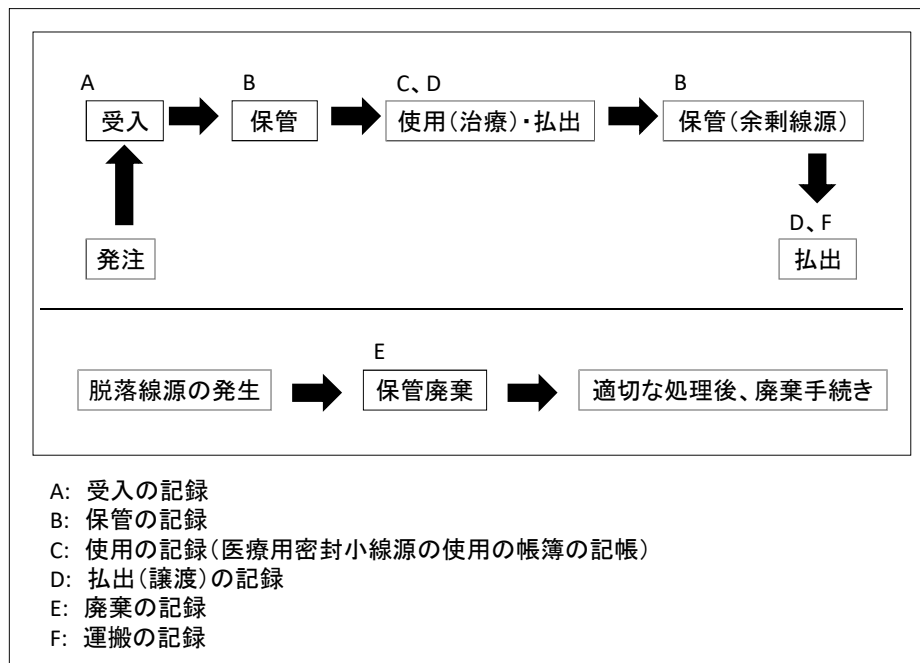 A
B
C、D
B
受入
保管
使用(治療)・払出
保管(余剰線源)
D、F
発注
払出
E
脱落線源の発生
保管廃棄
適切な処理後、廃棄手続き
A: 受入の記録
B: 保管の記録
C: 使用の記録(医療用密封小線源の使用の帳簿の記帳)
D: 払出(譲渡)の記録
E: 廃棄の記録
F: 運搬の記録